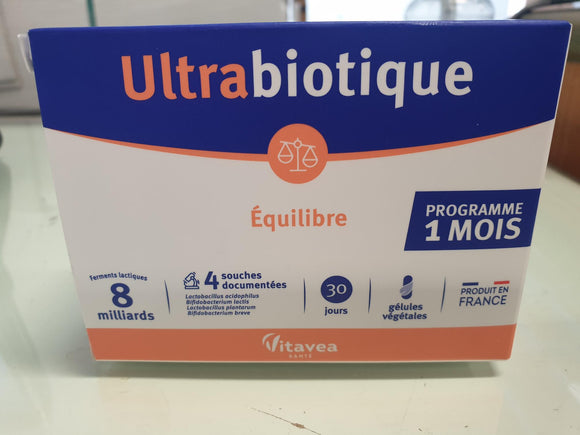 Ultrabiotique
Équilibre
PROGRAMME
1 MOIS
Ferments lactiques
8
milliards
4 souches
documentées
Lactobacillus acidophilus
Bifidobacterium lactis
Lactobacillus plantarum
Bifidobacterium breve
30
jours
gélules
végétales
PRODUIT EN
FRANCE
Vitavea
SANTÉ